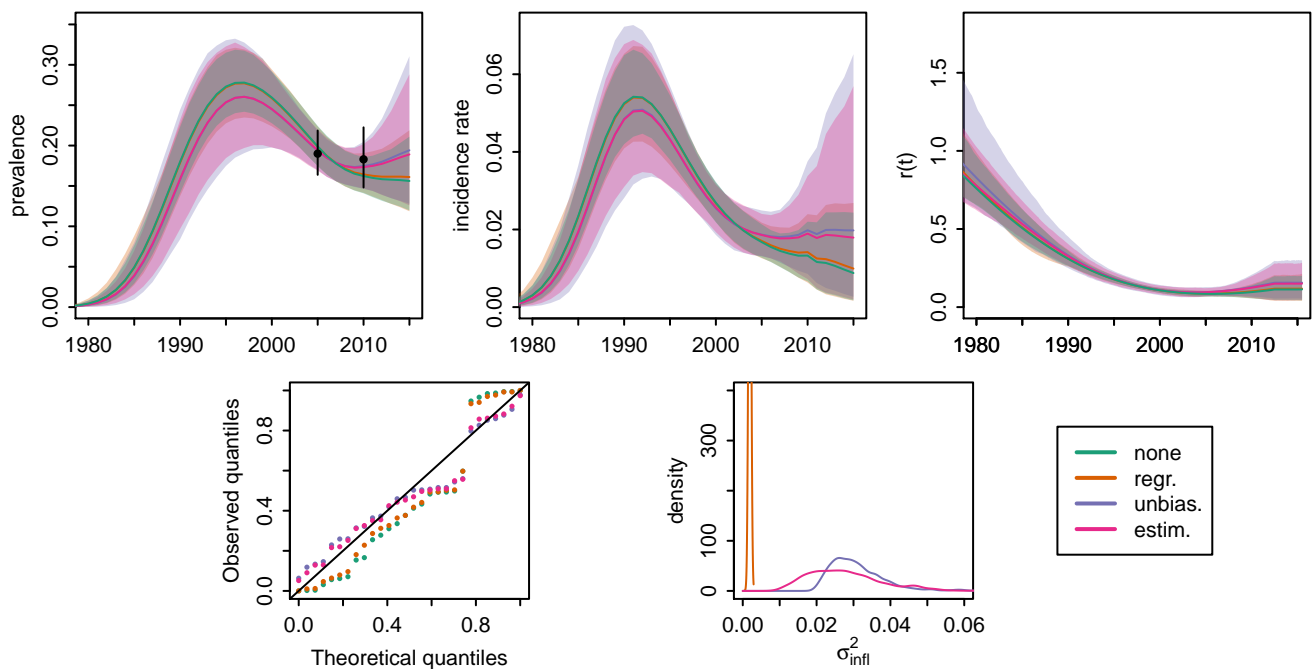 prevalence
0.00 0.10 0.20 0.30
1980 1990 2000 2010
incidence rate
0.00 0.02 0.04 0.06
1980 1990 2000 2010
r(t)
0.0 0.5 1.0 1.5
1980 1990 2000 2010
Observed quantiles
0.0 0.4 0.8
0.0 0.4 0.8
Theoretical quantiles
density
0 100 300
0.00 0.02 0.04 0.06
σ²infl
none
regr.
unbias.
estim.